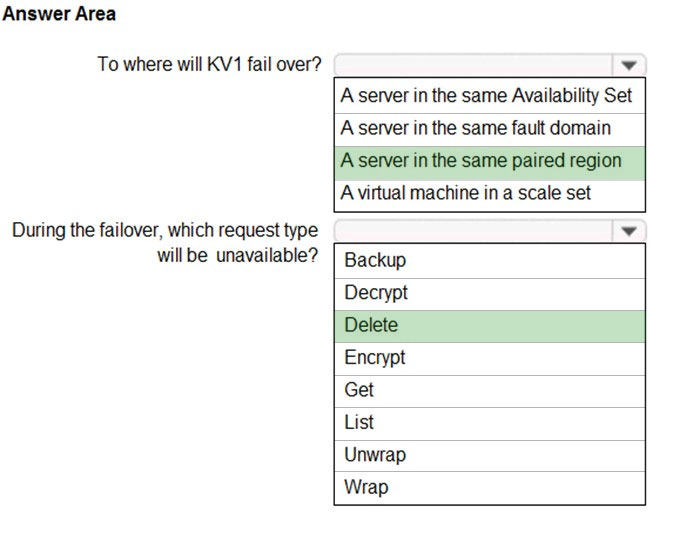 Answer Area
To where will KV1 fail over?
A server in the same Availability Set
A server in the same fault domain
A server in the same paired region
A virtual machine in a scale set
During the failover, which request type
will be unavailable?
Backup
Decrypt
Delete
Encrypt
Get
List
Unwrap
Wrap